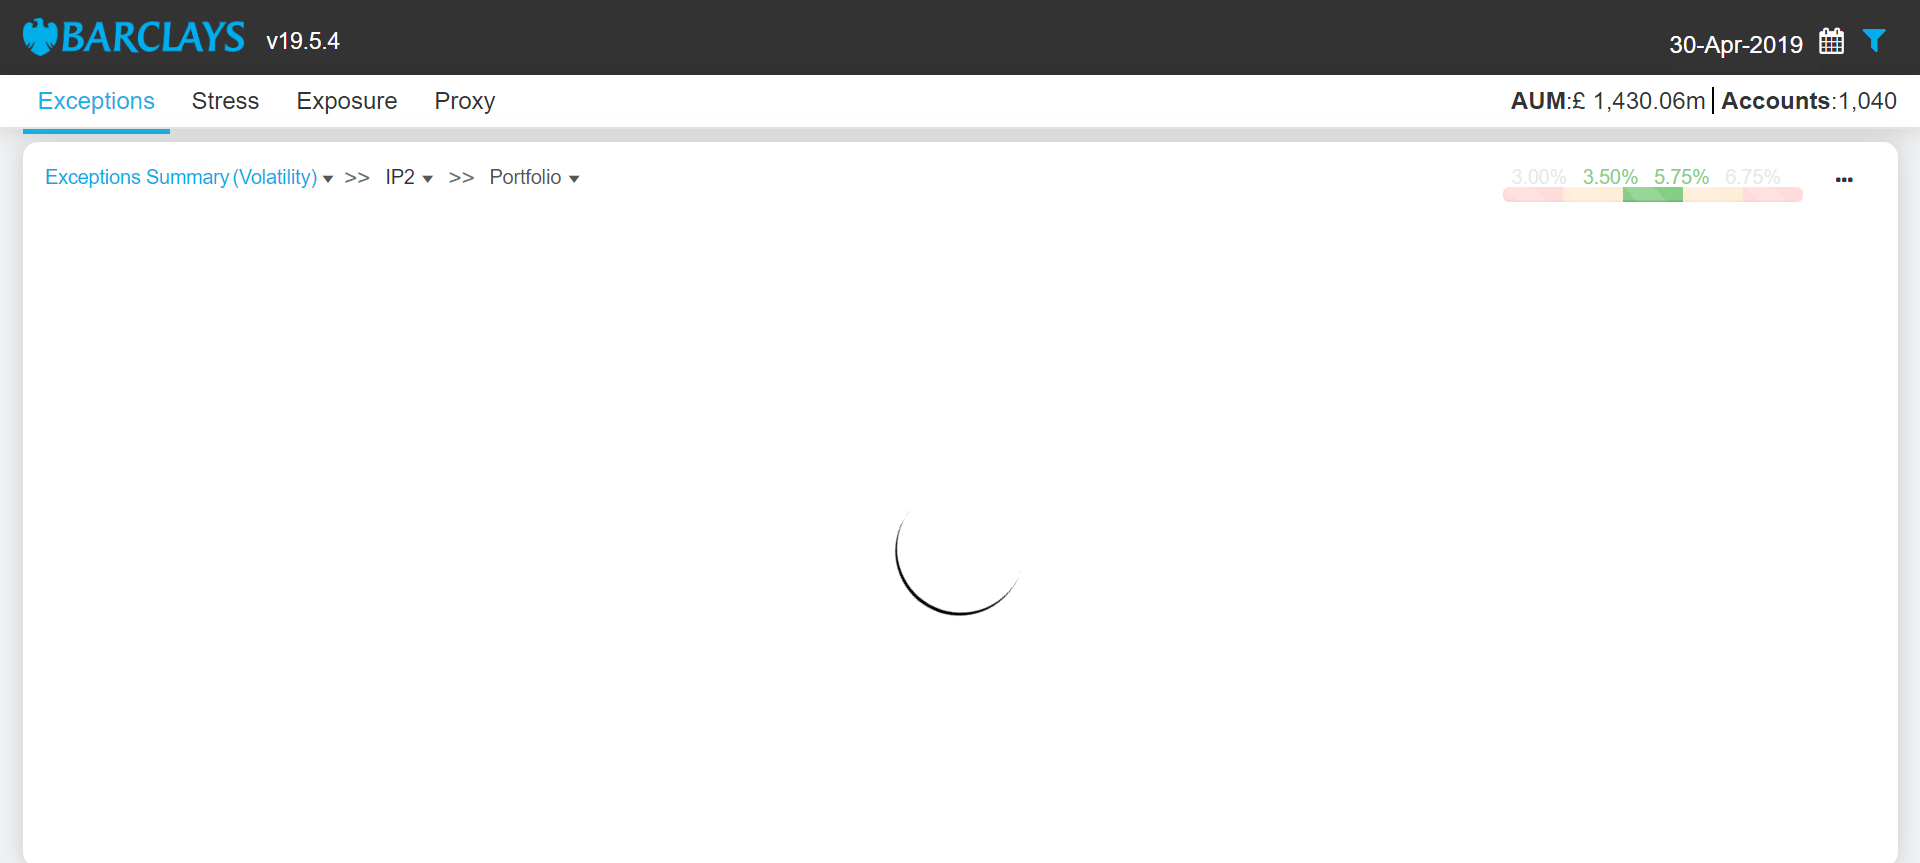 BARCLAYS v19.5.4 30-Apr-2019
Exceptions Stress Exposure Proxy AUM:£ 1,430.06m Accounts:1,040
Exceptions Summary (Volatility) >> IP2 >> Portfolio 3.00% 3.50% 5.75% 6.75% ...